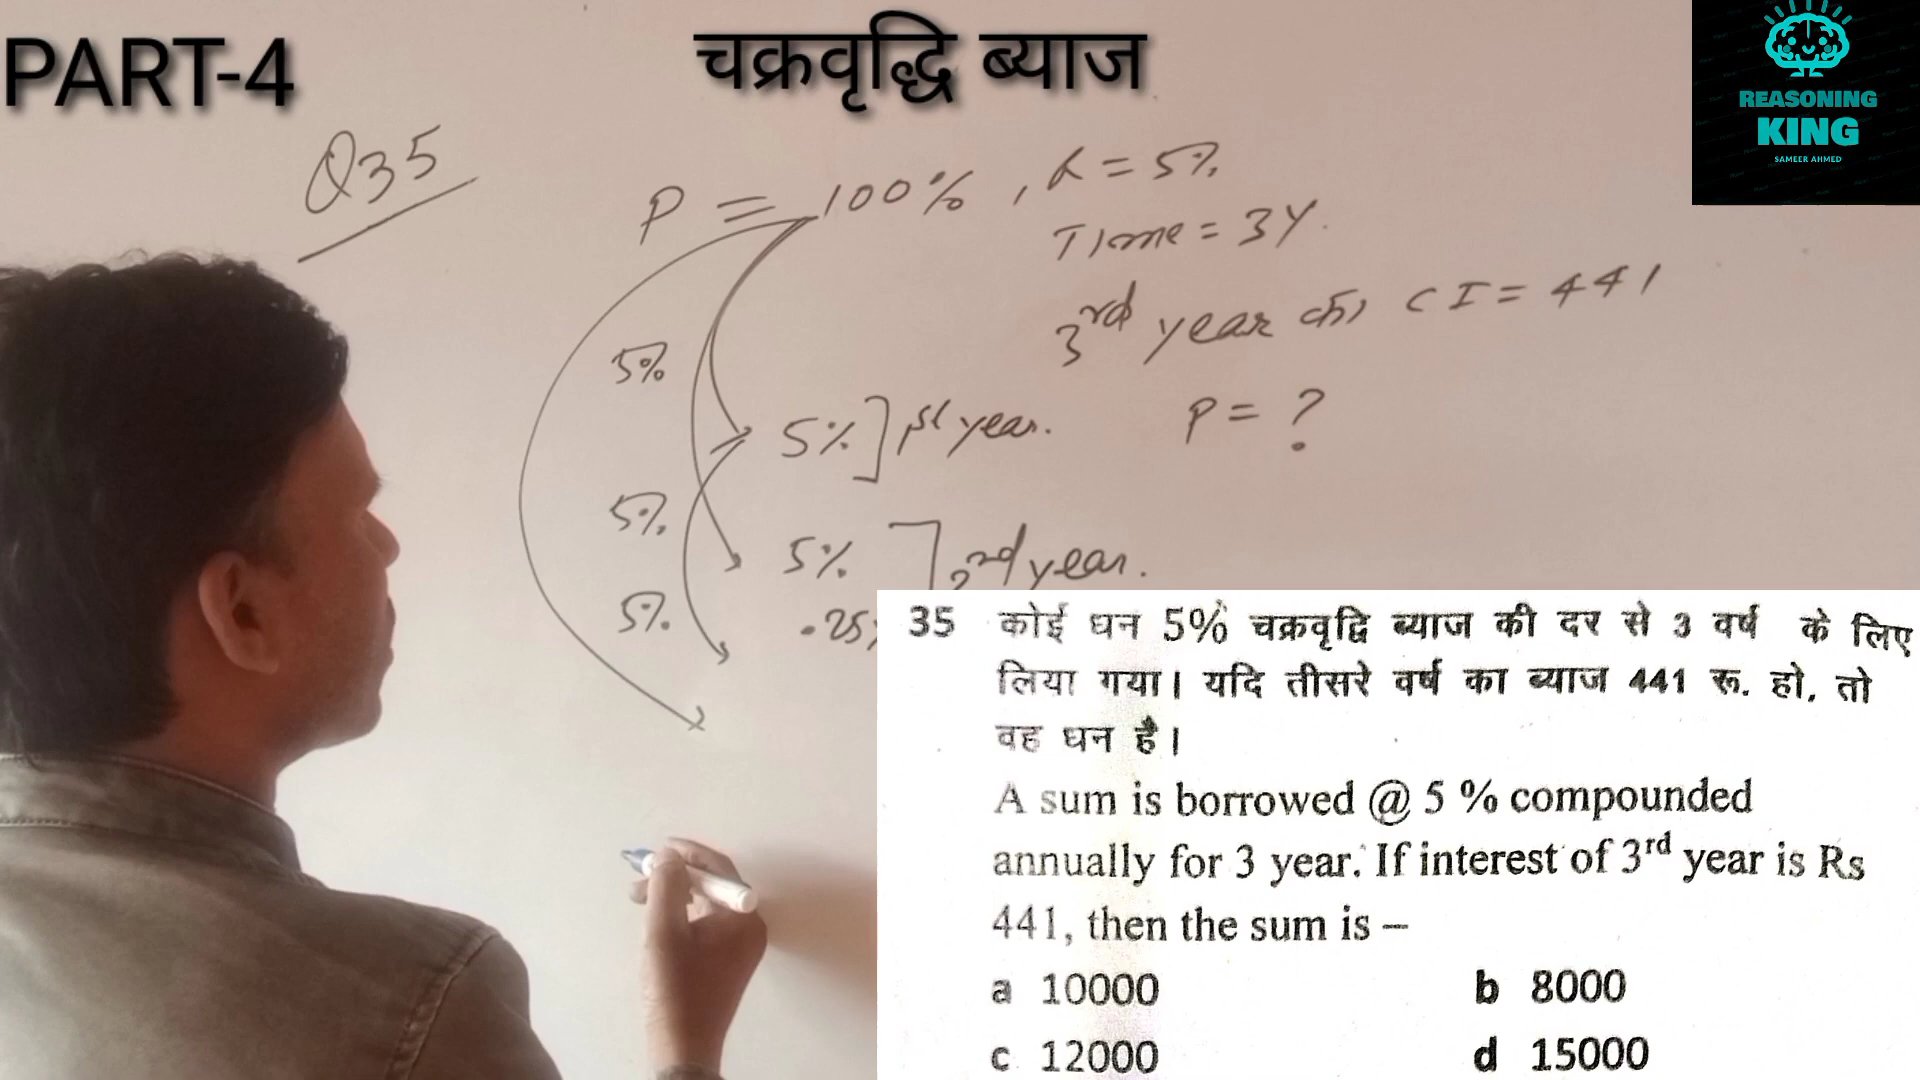 PART-4
चक्रवृद्धि ब्याज
REASONING
KING
SAMEER AHMED
Q35
P = 100%, r = 5%
Time = 3Y.
3rd year का CI = 441
P = ?
5%
5% ] 1st year.
5%
5% ] 2nd year.
5%
.25%
35 कोई धन 5% चक्रवृद्वि ब्याज की दर से 3 वर्ष के लिए
लिया गया। यदि तीसरे वर्ष का ब्याज 441 रू. हो, तो
वह धन है।
A sum is borrowed @ 5 % compounded
annually for 3 year. If interest of 3rd year is Rs
441, then the sum is –
a 10000 b 8000
c 12000 d 15000